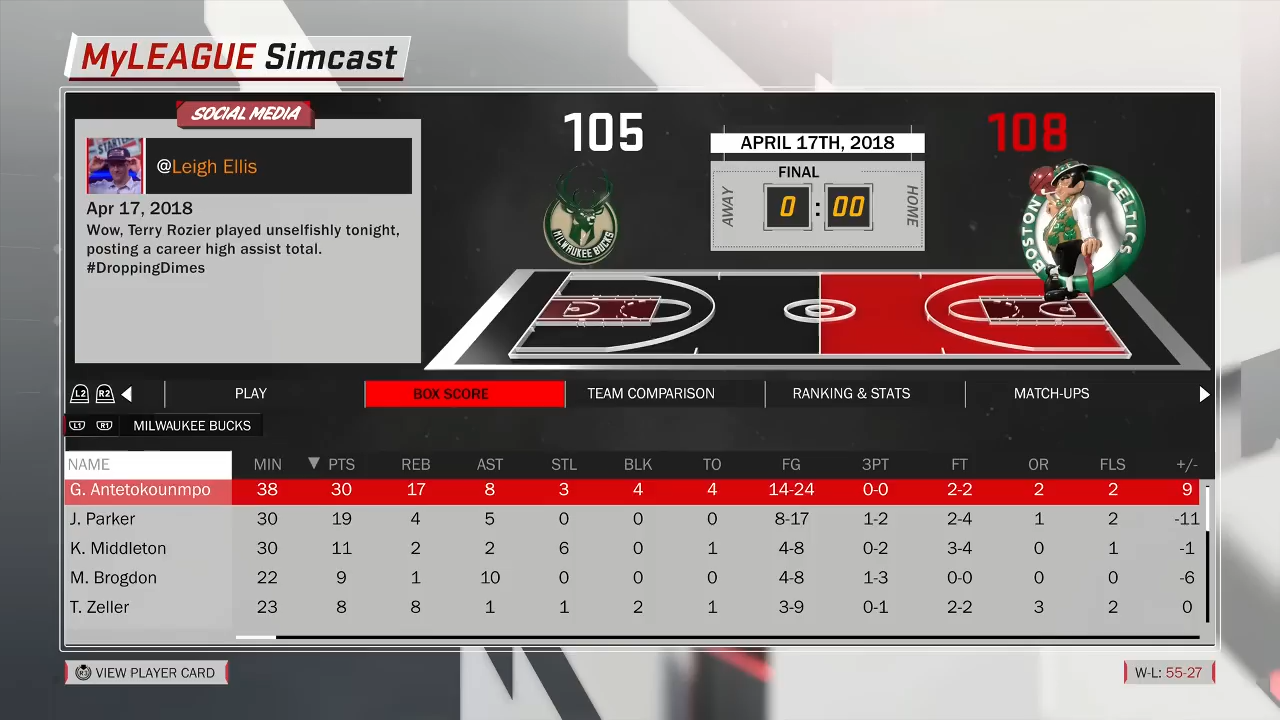 MyLEAGUE Simcast
SOCIAL MEDIA
@Leigh Ellis
Apr 17, 2018
Wow, Terry Rozier played unselfishly tonight,
posting a career high assist total.
#DroppingDimes
105
MILWAUKEE BUCKS
APRIL 17TH, 2018
FINAL
AWAY
0 : 00
HOME
108
BOSTON CELTICS
L2 R2 PLAY BOX SCORE TEAM COMPARISON RANKING & STATS MATCH-UPS
L1 R1 MILWAUKEE BUCKS
NAME MIN PTS REB AST STL BLK TO FG 3PT FT OR FLS +/-
G. Antetokounmpo 38 30 17 8 3 4 4 14-24 0-0 2-2 2 2 9
J. Parker 30 19 4 5 0 0 0 8-17 1-2 2-4 1 2 -11
K. Middleton 30 11 2 2 6 0 1 4-8 0-2 3-4 0 1 -1
M. Brogdon 22 9 1 10 0 0 0 4-8 1-3 0-0 0 0 -6
T. Zeller 23 8 8 1 1 2 1 3-9 0-1 2-2 3 2 0
VIEW PLAYER CARD
W-L: 55-27